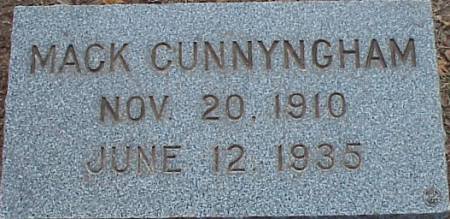 MACK CUNNYNGHAM
NOV. 20, 1910
JUNE 12, 1935